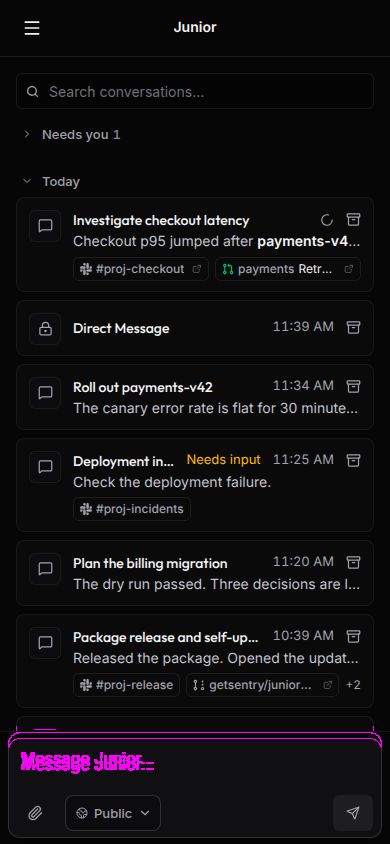 Junior
Search conversations...
Needs you 1
Today
Investigate checkout latency
Checkout p95 jumped after payments-v4...
#proj-checkout payments Retr...
Direct Message 11:39 AM
Roll out payments-v42 11:34 AM
The canary error rate is flat for 30 minute...
Deployment in... Needs input 11:25 AM
Check the deployment failure.
#proj-incidents
Plan the billing migration 11:20 AM
The dry run passed. Three decisions are l...
Package release and self-up... 10:39 AM
Released the package. Opened the updat...
#proj-release getsentry/junior... +2
Message Junior...
Public